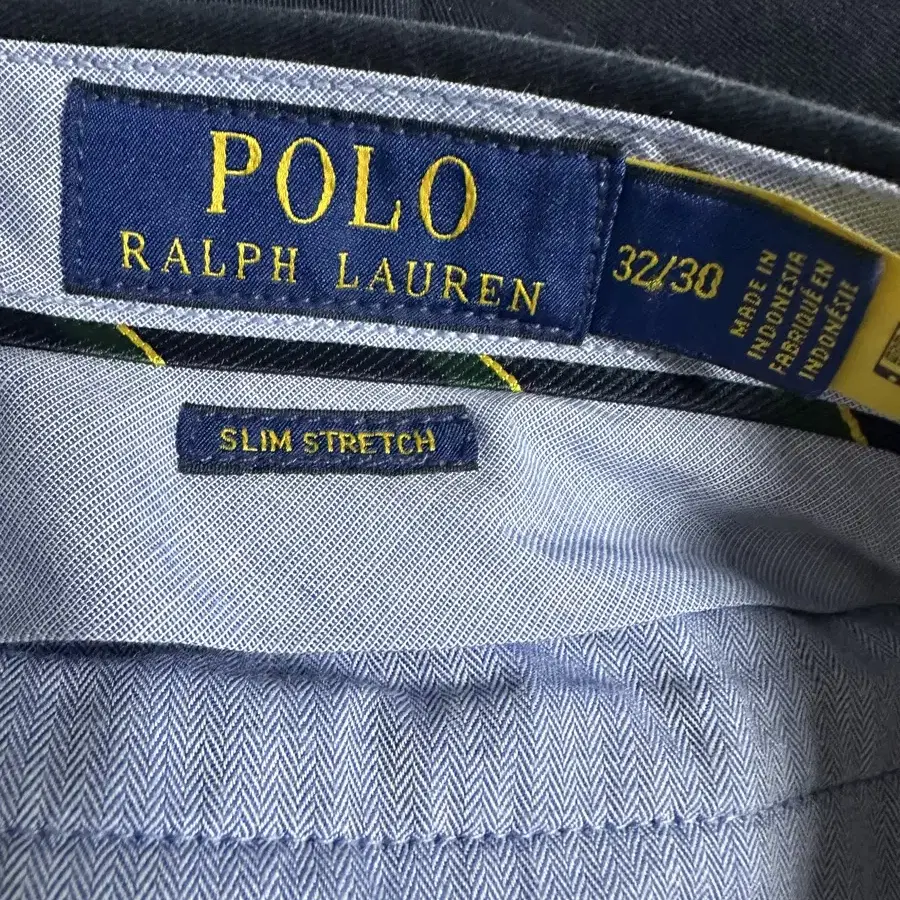 POLO
RALPH LAUREN
32/30
MADE IN
INDONESIA
FABRIQUÉ EN
INDONÉSIE
SLIM STRETCH